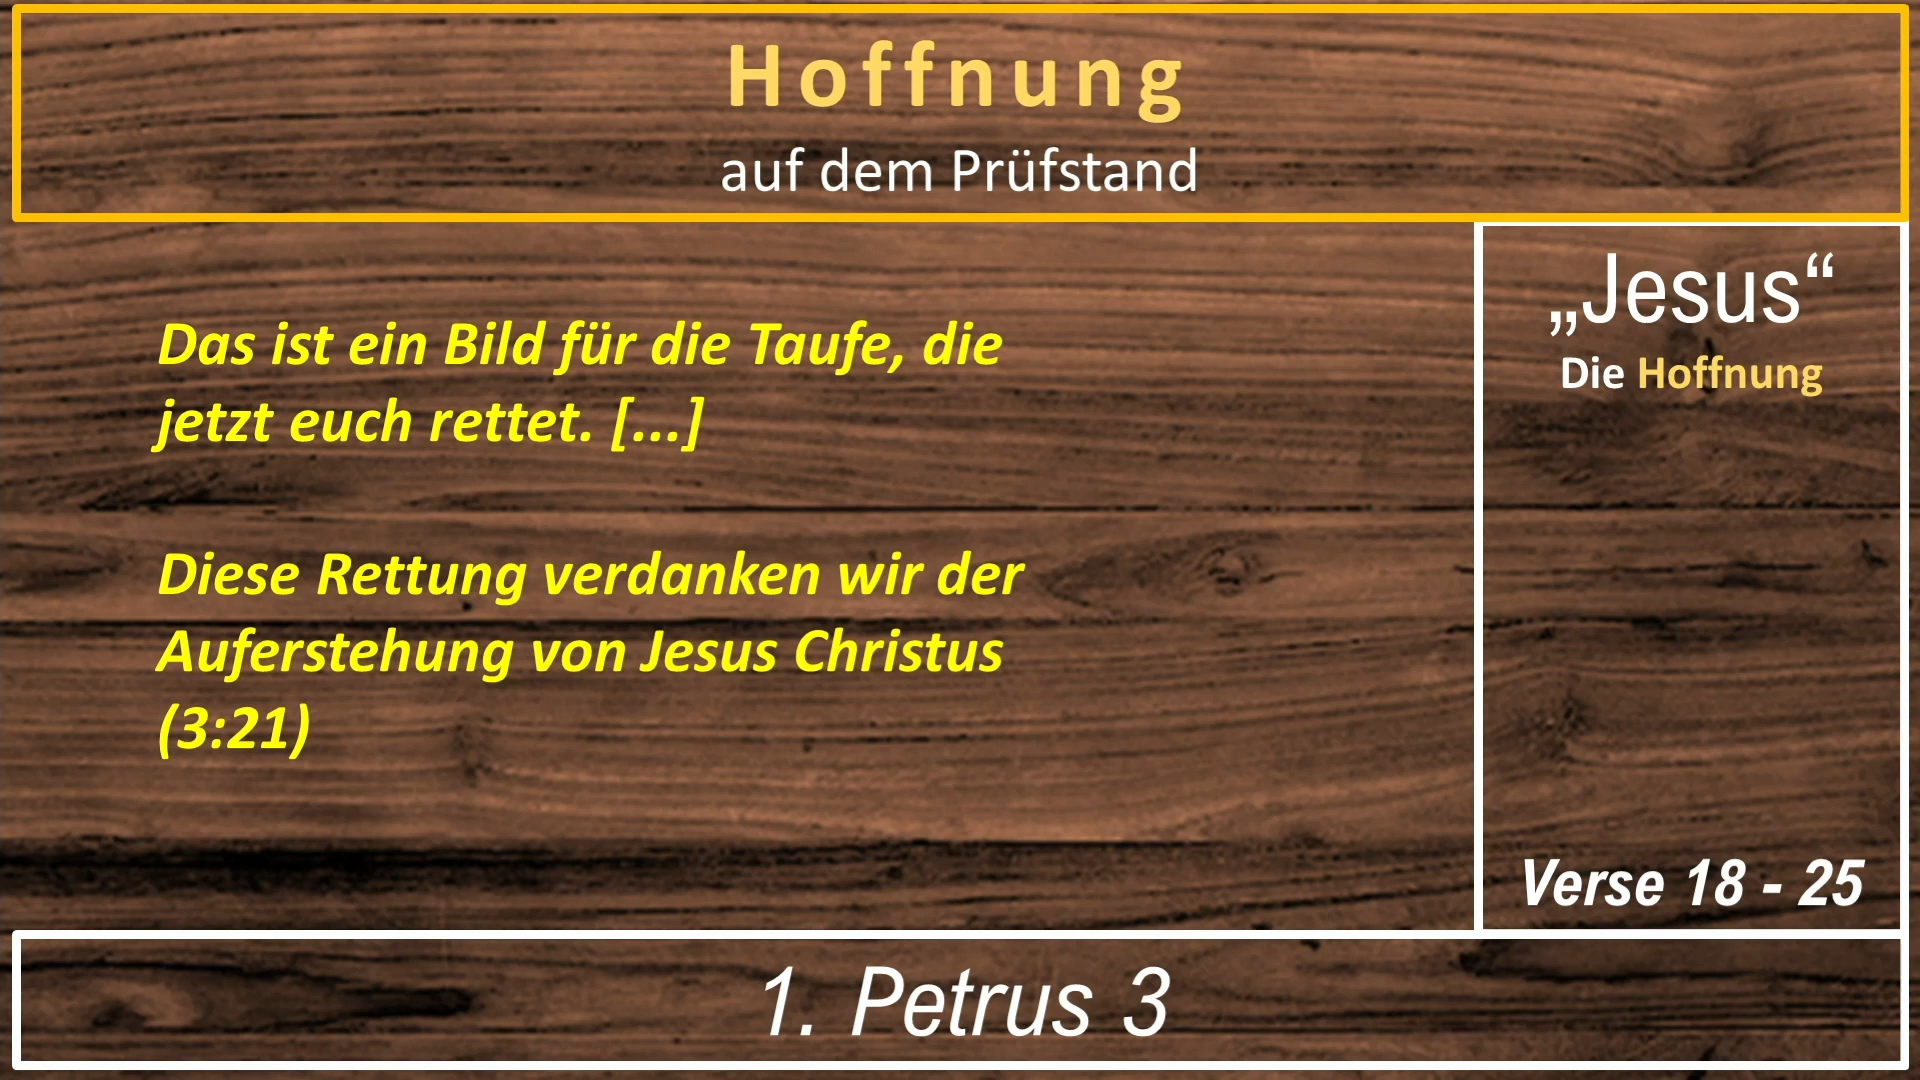 Hoffnung
auf dem Prüfstand
„Jesus“
Die Hoffnung
Das ist ein Bild für die Taufe, die
jetzt euch rettet. [...]
Diese Rettung verdanken wir der
Auferstehung von Jesus Christus
(3:21)
Verse 18 - 25
1. Petrus 3